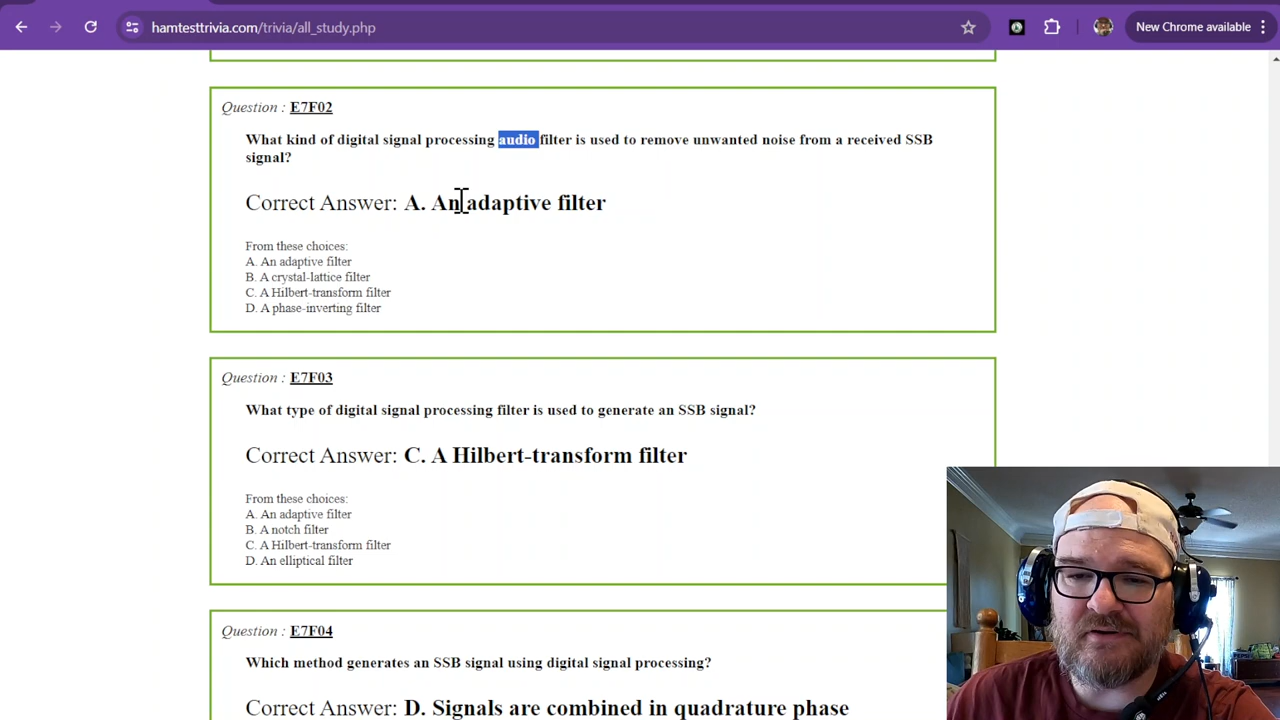 hamtesttrivia.com/trivia/all_study.php
New Chrome available
Question : E7F02
What kind of digital signal processing audio filter is used to remove unwanted noise from a received SSB
signal?
Correct Answer: A. An adaptive filter
From these choices:
A. An adaptive filter
B. A crystal-lattice filter
C. A Hilbert-transform filter
D. A phase-inverting filter
Question : E7F03
What type of digital signal processing filter is used to generate an SSB signal?
Correct Answer: C. A Hilbert-transform filter
From these choices:
A. An adaptive filter
B. A notch filter
C. A Hilbert-transform filter
D. An elliptical filter
Question : E7F04
Which method generates an SSB signal using digital signal processing?
Correct Answer: D. Signals are combined in quadrature phase